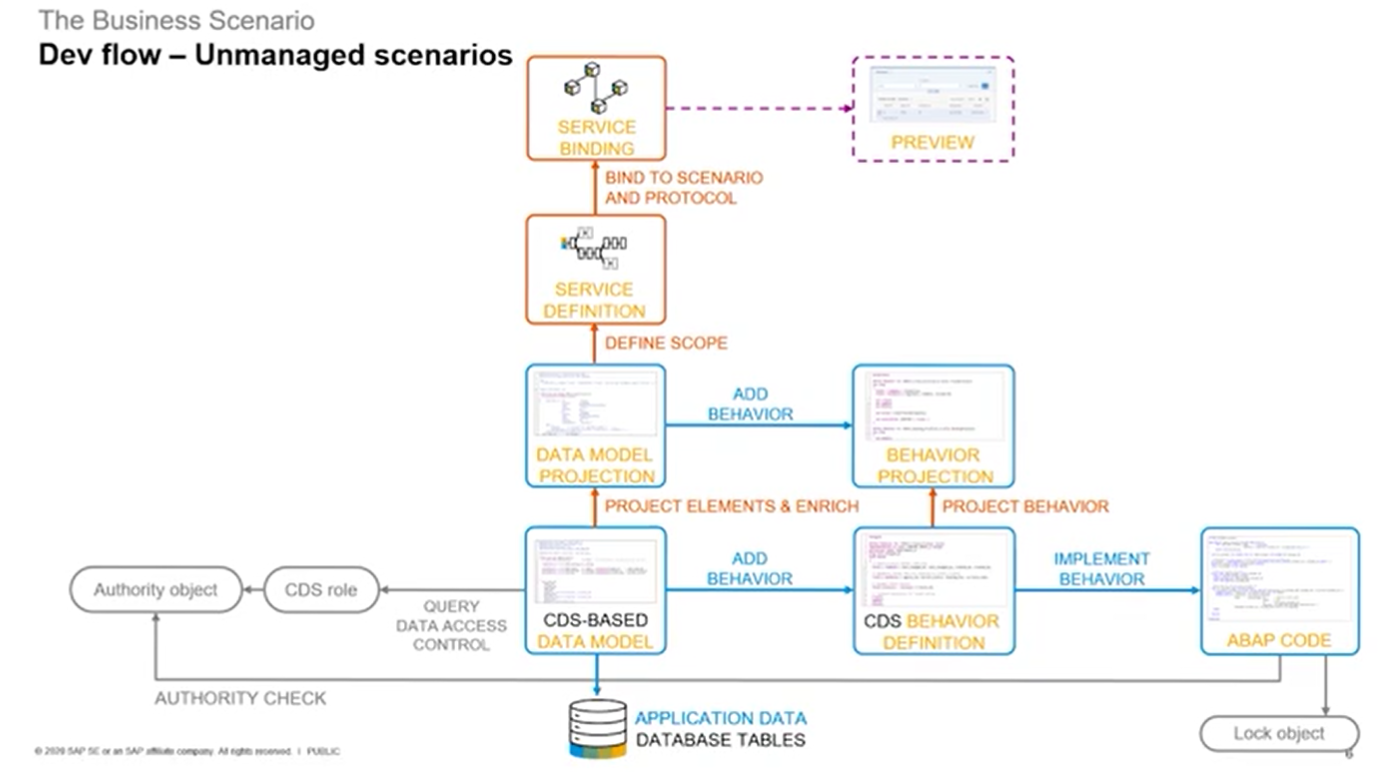 The Business Scenario
Dev flow – Unmanaged scenarios
SERVICE
BINDING
PREVIEW
BIND TO SCENARIO
AND PROTOCOL
SERVICE
DEFINITION
DEFINE SCOPE
DATA MODEL
PROJECTION
ADD
BEHAVIOR
BEHAVIOR
PROJECTION
PROJECT ELEMENTS & ENRICH
PROJECT BEHAVIOR
Authority object
CDS role
QUERY
DATA ACCESS
CONTROL
CDS-BASED
DATA MODEL
ADD
BEHAVIOR
CDS BEHAVIOR
DEFINITION
IMPLEMENT
BEHAVIOR
ABAP CODE
AUTHORITY CHECK
APPLICATION DATA
DATABASE TABLES
Lock object
© 2020 SAP SE or an SAP affiliate company. All rights reserved. I PUBLIC
6